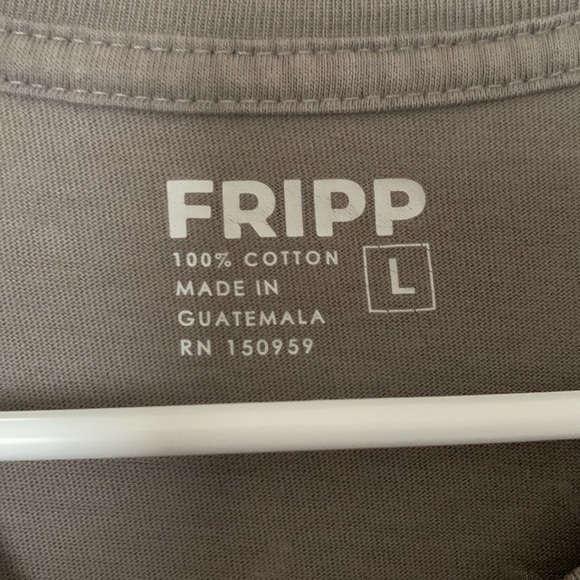 FRIPP
100% COTTON
MADE IN
GUATEMALA
RN 150959
L